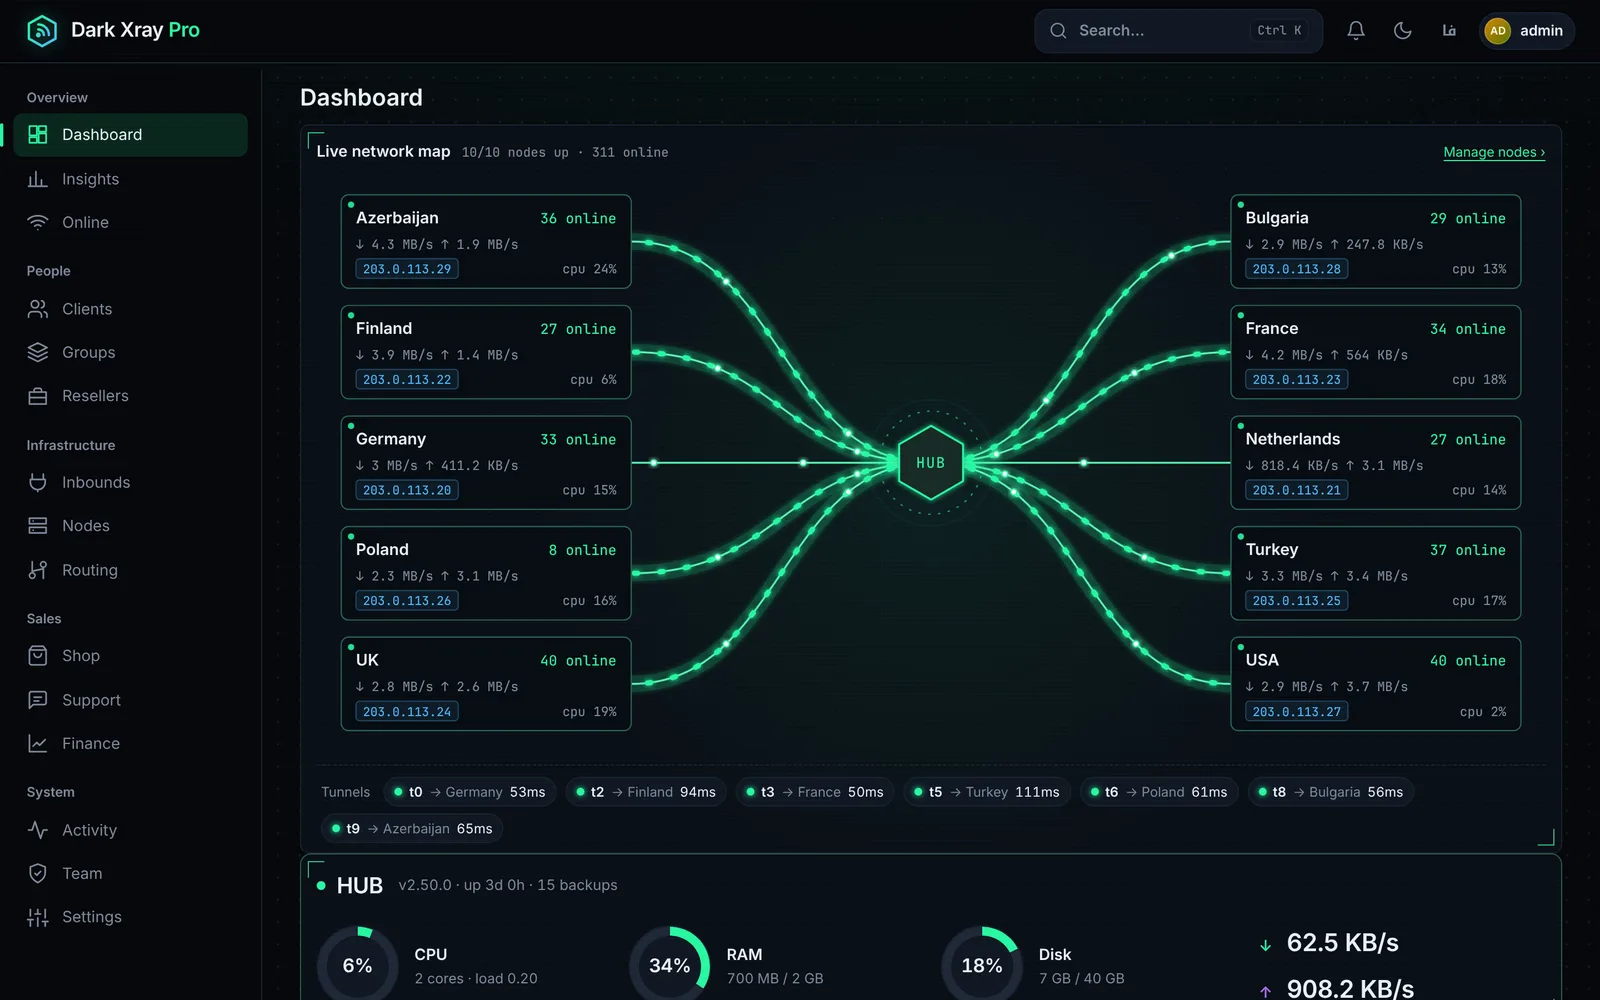 Dark Xray Pro
Search...
Ctrl K
فا
AD
admin
Overview
Dashboard
Insights
Online
People
Clients
Groups
Resellers
Infrastructure
Inbounds
Nodes
Routing
Sales
Shop
Support
Finance
System
Activity
Team
Settings
Dashboard
Live network map 10/10 nodes up · 311 online
Manage nodes ›
Azerbaijan 36 online
↓ 4.3 MB/s ↑ 1.9 MB/s
203.0.113.29 cpu 24%
Finland 27 online
↓ 3.9 MB/s ↑ 1.4 MB/s
203.0.113.22 cpu 6%
Germany 33 online
↓ 3 MB/s ↑ 411.2 KB/s
203.0.113.20 cpu 15%
Poland 8 online
↓ 2.3 MB/s ↑ 3.1 MB/s
203.0.113.26 cpu 16%
UK 40 online
↓ 2.8 MB/s ↑ 2.6 MB/s
203.0.113.24 cpu 19%
HUB
Bulgaria 29 online
↓ 2.9 MB/s ↑ 247.8 KB/s
203.0.113.28 cpu 13%
France 34 online
↓ 4.2 MB/s ↑ 564 KB/s
203.0.113.23 cpu 18%
Netherlands 27 online
↓ 818.4 KB/s ↑ 3.1 MB/s
203.0.113.21 cpu 14%
Turkey 37 online
↓ 3.3 MB/s ↑ 3.4 MB/s
203.0.113.25 cpu 17%
USA 40 online
↓ 2.9 MB/s ↑ 3.7 MB/s
203.0.113.27 cpu 2%
Tunnels t0 → Germany 53ms t2 → Finland 94ms t3 → France 50ms t5 → Turkey 111ms t6 → Poland 61ms t8 → Bulgaria 56ms
t9 → Azerbaijan 65ms
HUB v2.50.0 · up 3d 0h · 15 backups
6% CPU
2 cores · load 0.20
34% RAM
700 MB / 2 GB
18% Disk
7 GB / 40 GB
↓ 62.5 KB/s
↑ 908.2 KB/s